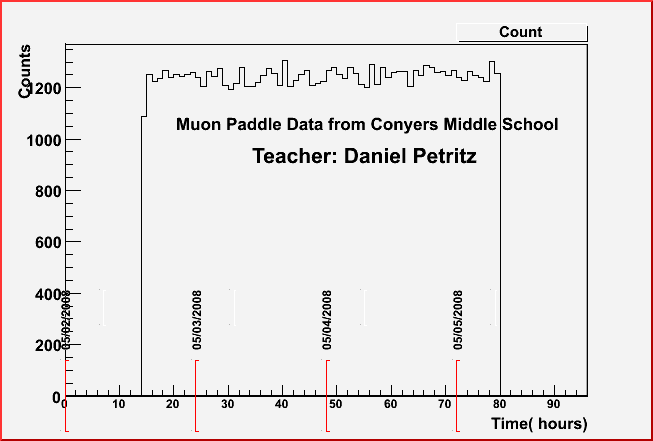 Count
Counts
1200
1000
800
600
400
200
0
Muon Paddle Data from Conyers Middle School
Teacher: Daniel Petritz
05/02/2008
05/03/2008
05/04/2008
05/05/2008
0 10 20 30 40 50 60 70 80 90
Time( hours)